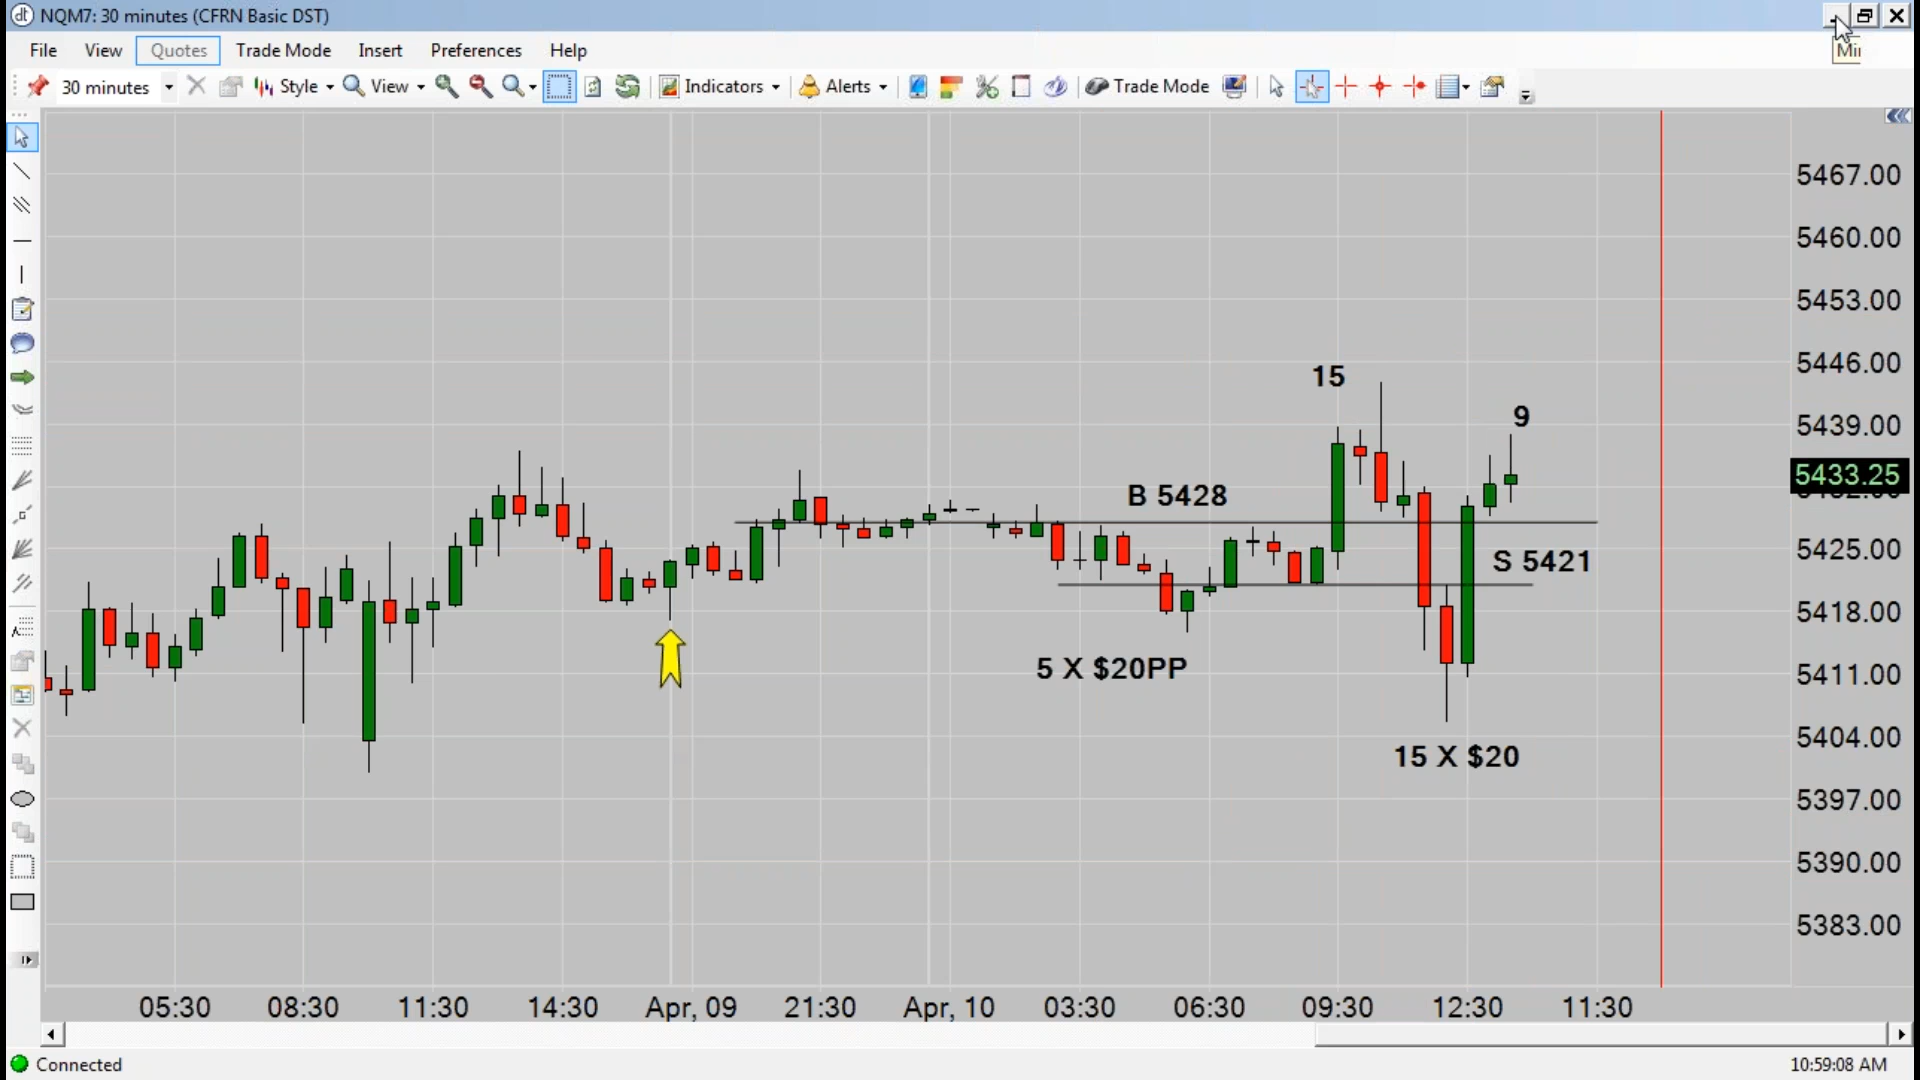 dt NQM7: 30 minutes (CFRN Basic DST)
File View Quotes Trade Mode Insert Preferences Help
30 minutes Style View Indicators Alerts Trade Mode
5467.00
5460.00
5453.00
5446.00
15
9
5439.00
5433.25
B 5428
5425.00
S 5421
5418.00
5 X $20PP
5411.00
5404.00
15 X $20
5397.00
5390.00
5383.00
05:30 08:30 11:30 14:30 Apr, 09 21:30 Apr, 10 03:30 06:30 09:30 12:30 11:30
Connected 10:59:08 AM